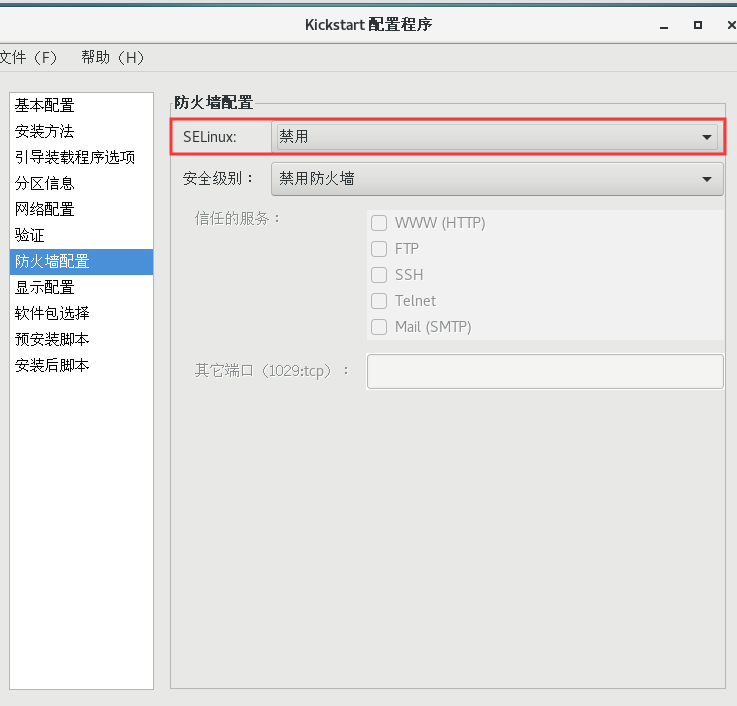 Kickstart 配置程序
文件（F） 帮助（H）
基本配置
安装方法
引导装载程序选项
分区信息
网络配置
验证
防火墙配置
显示配置
软件包选择
预安装脚本
安装后脚本
防火墙配置
SELinux: 禁用
安全级别： 禁用防火墙
信任的服务：
WWW (HTTP)
FTP
SSH
Telnet
Mail (SMTP)
其它端口（1029:tcp）：